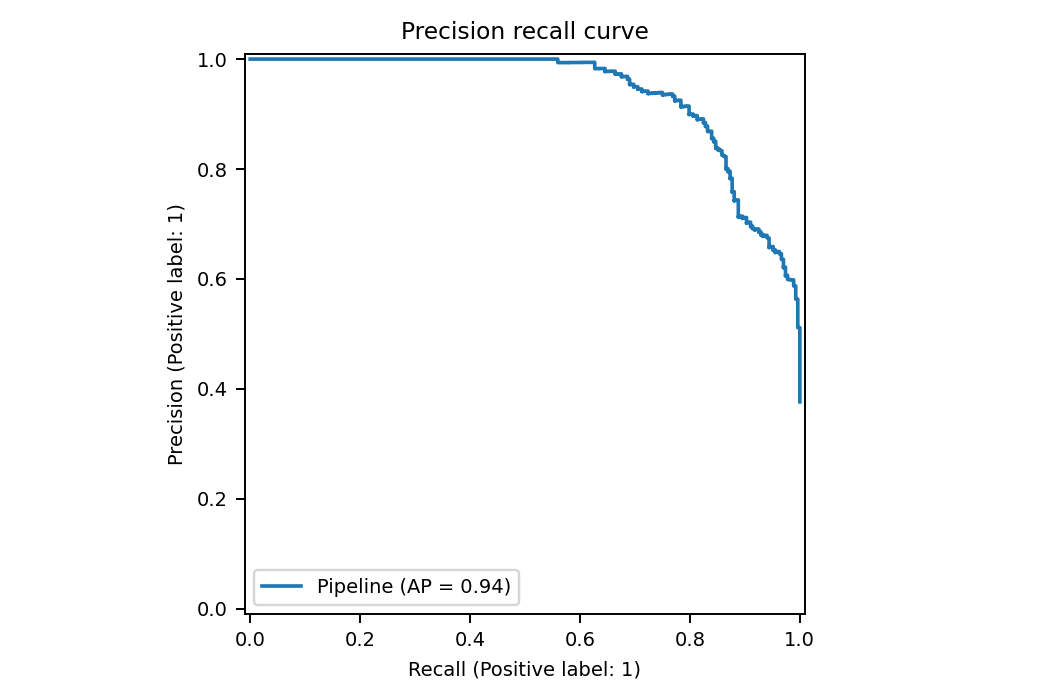 Precision recall curve
1.0
0.8
0.6
0.4
0.2
0.0
Precision (Positive label: 1)
Pipeline (AP = 0.94)
0.0 0.2 0.4 0.6 0.8 1.0
Recall (Positive label: 1)